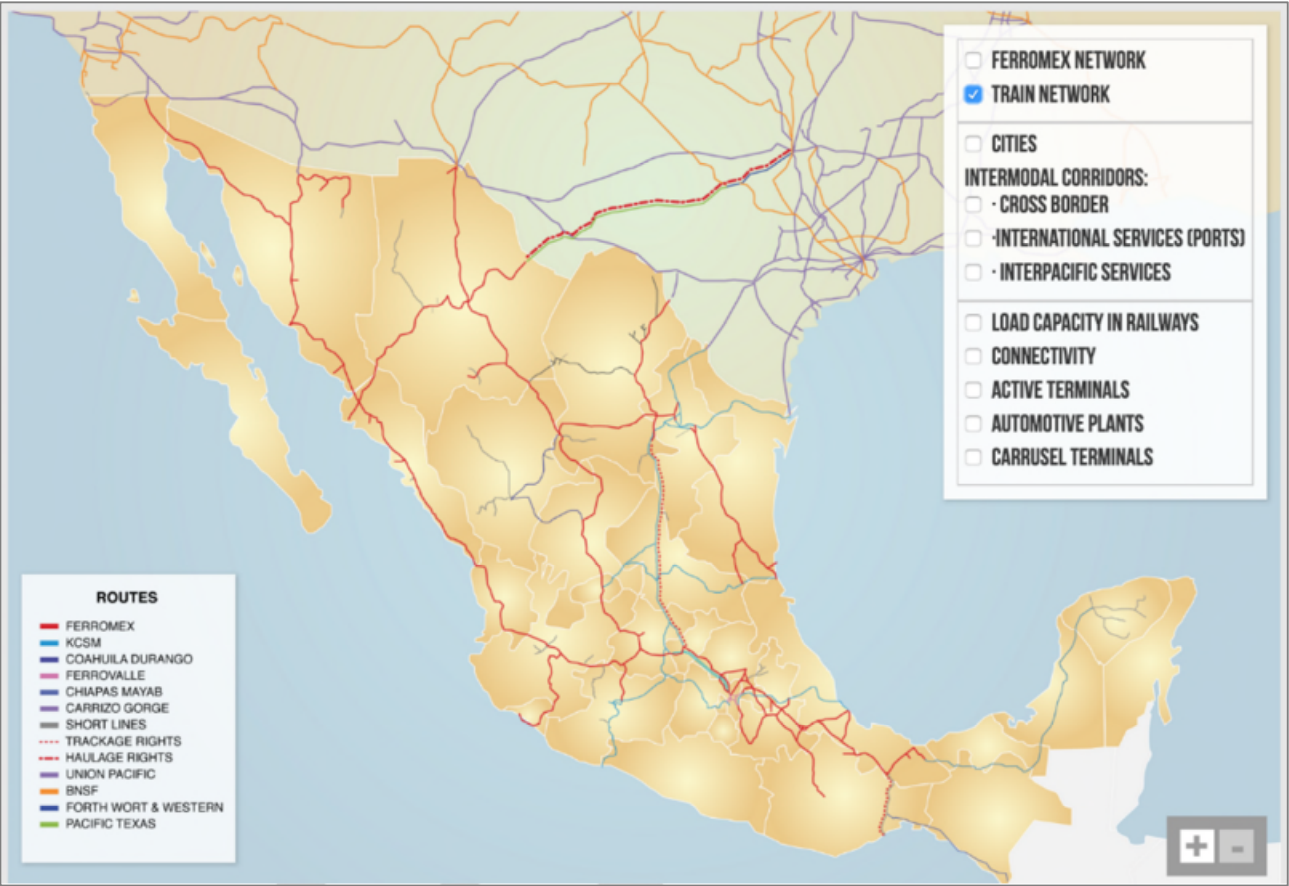 FERROMEX NETWORK
TRAIN NETWORK
CITIES
INTERMODAL CORRIDORS:
· CROSS BORDER
·INTERNATIONAL SERVICES (PORTS)
· INTERPACIFIC SERVICES
LOAD CAPACITY IN RAILWAYS
CONNECTIVITY
ACTIVE TERMINALS
AUTOMOTIVE PLANTS
CARRUSEL TERMINALS
ROUTES
FERROMEX
KCSM
COAHUILA DURANGO
FERROVALLE
CHIAPAS MAYAB
CARRIZO GORGE
SHORT LINES
TRACKAGE RIGHTS
HAULAGE RIGHTS
UNION PACIFIC
BNSF
FORTH WORT & WESTERN
PACIFIC TEXAS
+ -